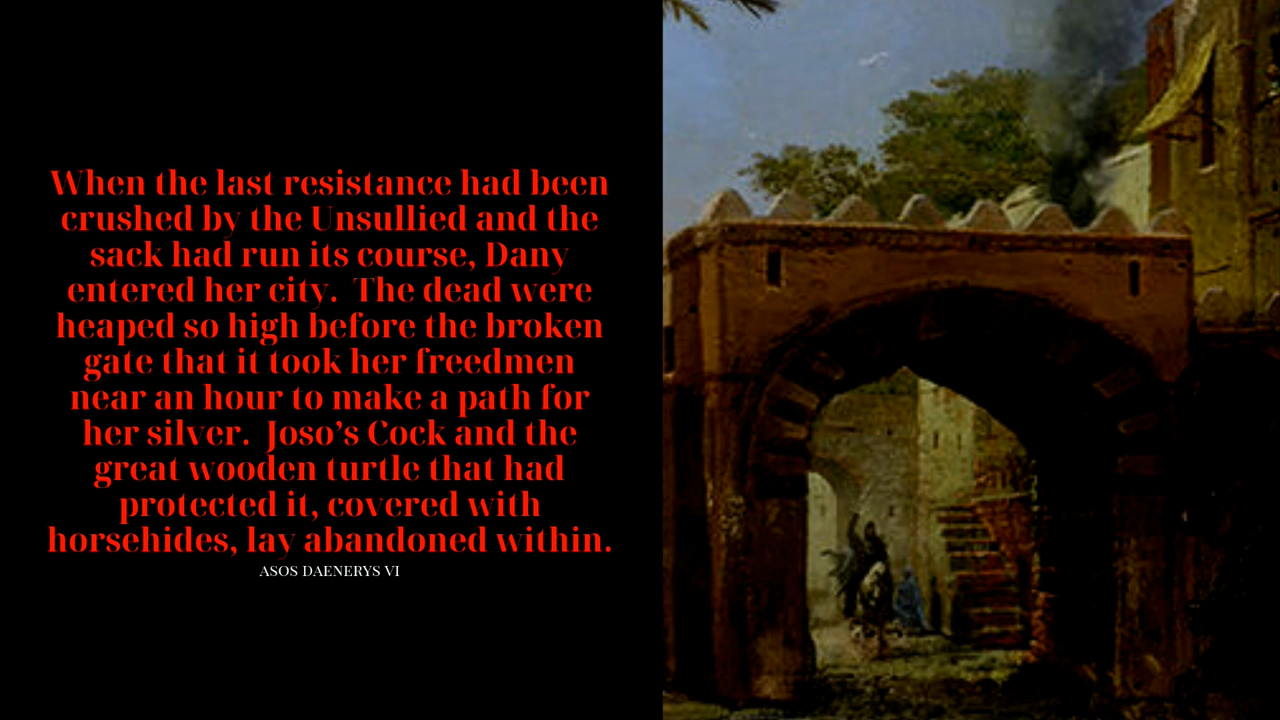 When the last resistance had been
crushed by the Unsullied and the
sack had run its course, Dany
entered her city.  The dead were
heaped so high before the broken
gate that it took her freedmen
near an hour to make a path for
her silver.  Joso’s Cock and the
great wooden turtle that had
protected it, covered with
horsehides, lay abandoned within.
ASOS DAENERYS VI